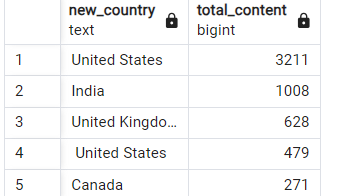 new_country total_content
text bigint
1 United States 3211
2 India 1008
3 United Kingdo... 628
4 United States 479
5 Canada 271